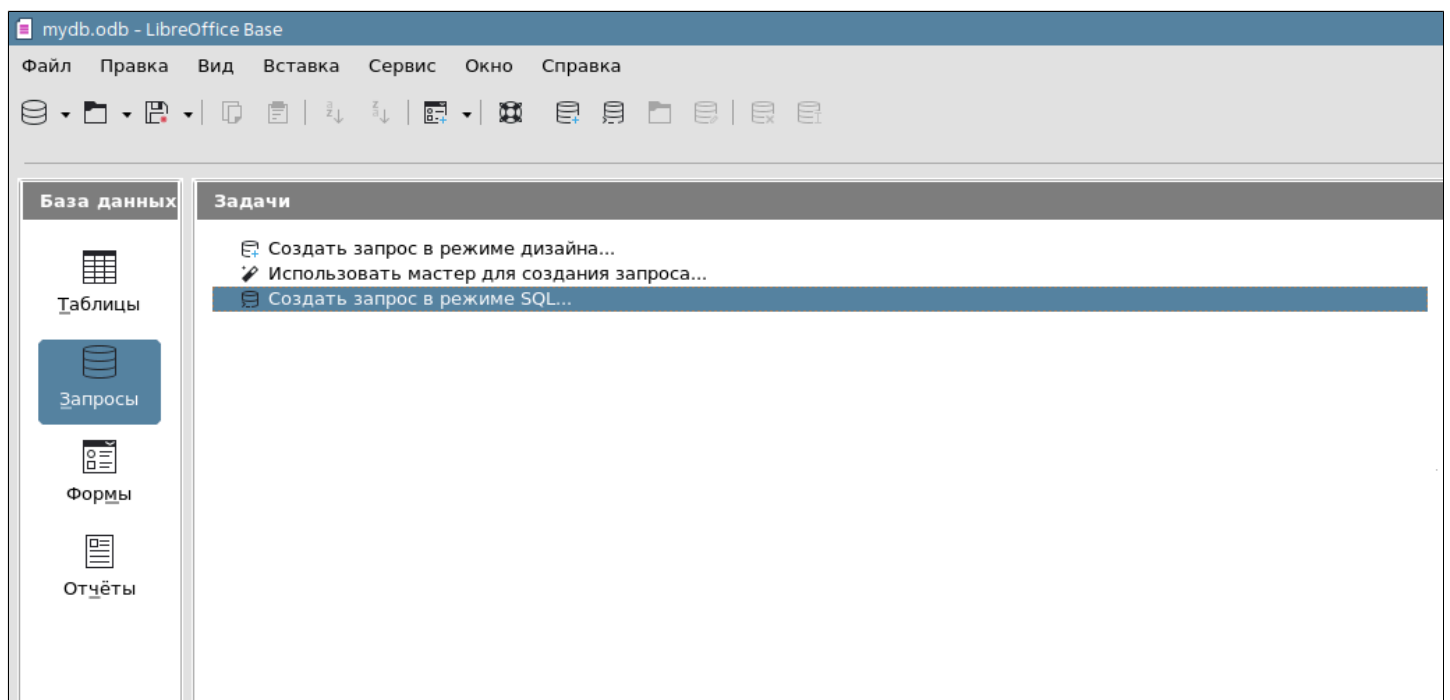 mydb.odb - LibreOffice Base
Файл Правка Вид Вставка Сервис Окно Справка
База данных
Задачи
Создать запрос в режиме дизайна...
Использовать мастер для создания запроса...
Создать запрос в режиме SQL...
Таблицы
Запросы
Формы
Отчёты